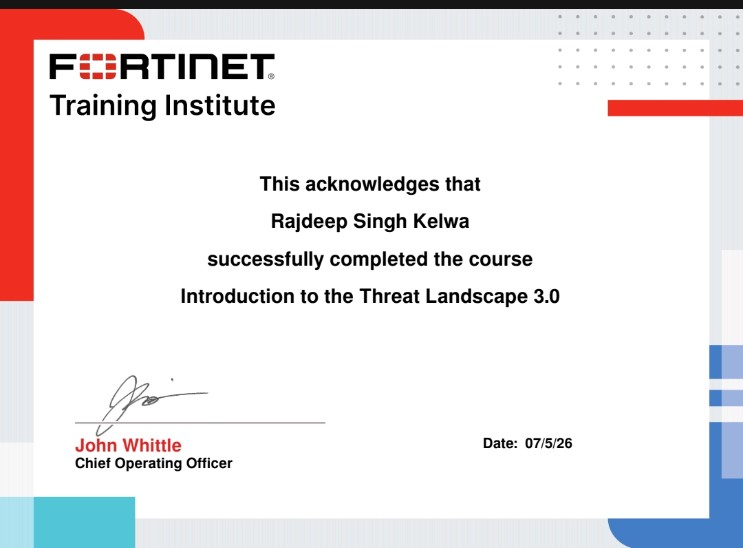 FORTINET®
Training Institute
This acknowledges that
Rajdeep Singh Kelwa
successfully completed the course
Introduction to the Threat Landscape 3.0
John Whittle
Chief Operating Officer
Date: 07/5/26